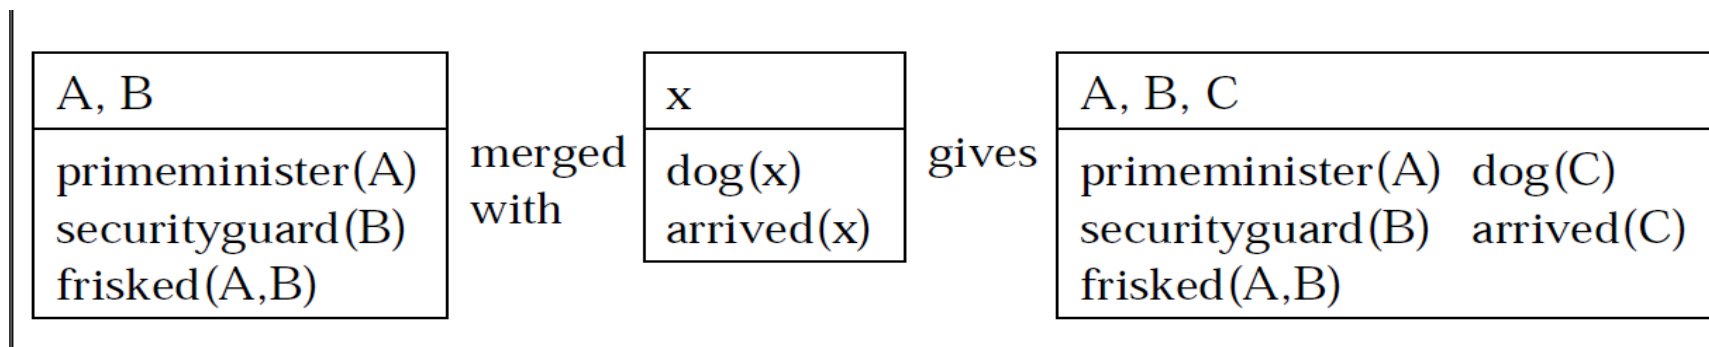 A, B
primeminister(A)
securityguard(B)
frisked(A,B)
merged
with
x
dog(x)
arrived(x)
gives
A, B, C
primeminister(A) dog(C)
securityguard(B) arrived(C)
frisked(A,B)